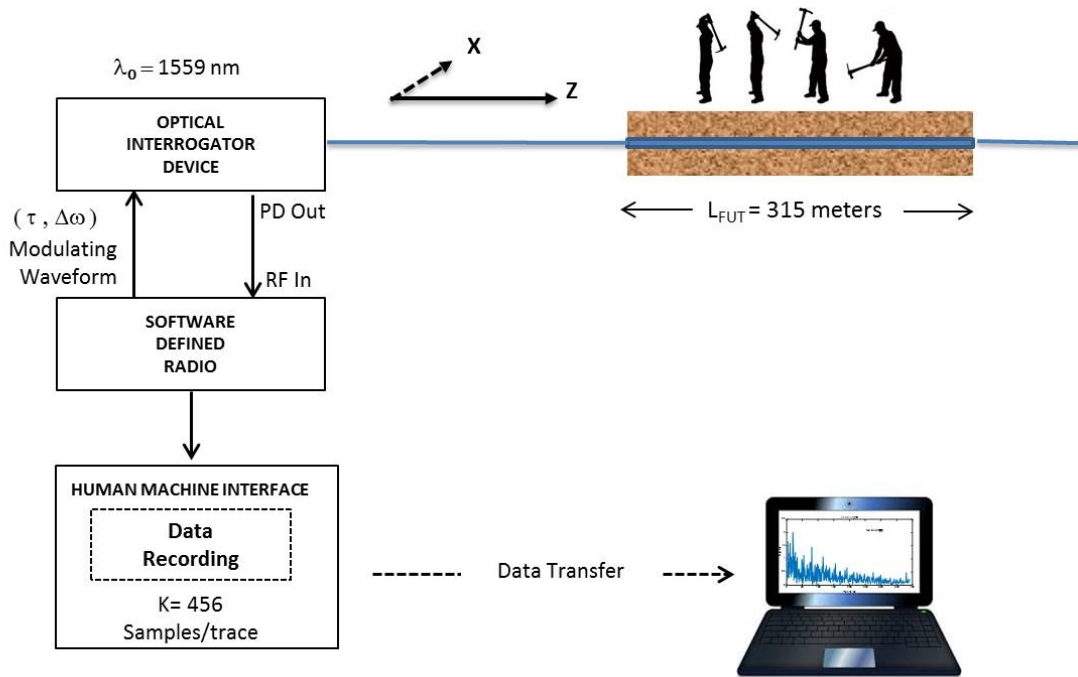 λ₀ = 1559 nm
X
Z
OPTICAL
INTERROGATOR
DEVICE
L_FUT = 315 meters
(τ , Δω)
Modulating
Waveform
PD Out
RF In
SOFTWARE
DEFINED
RADIO
HUMAN MACHINE INTERFACE
Data
Recording
K= 456
Samples/trace
Data Transfer